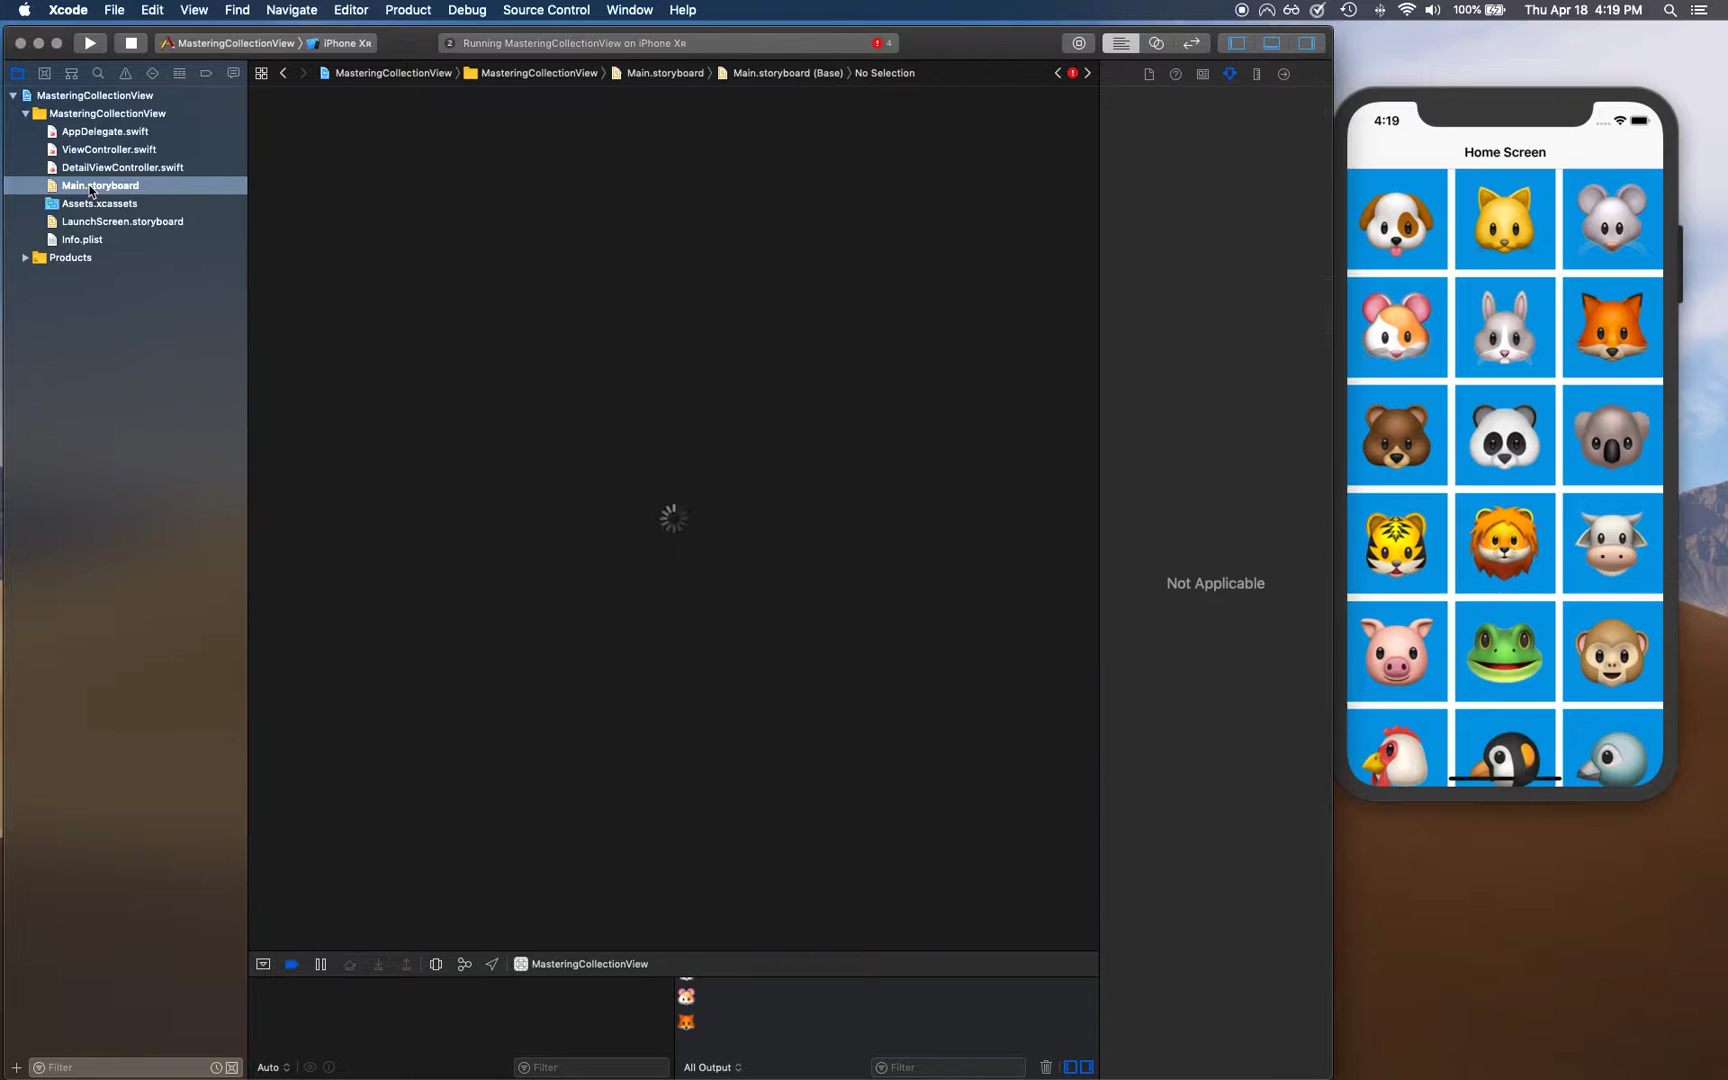 Xcode File Edit View Find Navigate Editor Product Debug Source Control Window Help 100% Thu Apr 18 4:19 PM
MasteringCollectionView iPhone XR 2 Running MasteringCollectionView on iPhone XR 4
MasteringCollectionView MasteringCollectionView Main.storyboard Main.storyboard (Base) No Selection
MasteringCollectionView
MasteringCollectionView
AppDelegate.swift
ViewController.swift
DetailViewController.swift
Main.storyboard
Assets.xcassets
LaunchScreen.storyboard
Info.plist
Products
Not Applicable
4:19
Home Screen
MasteringCollectionView
Filter
Auto
Filter
All Output
Filter